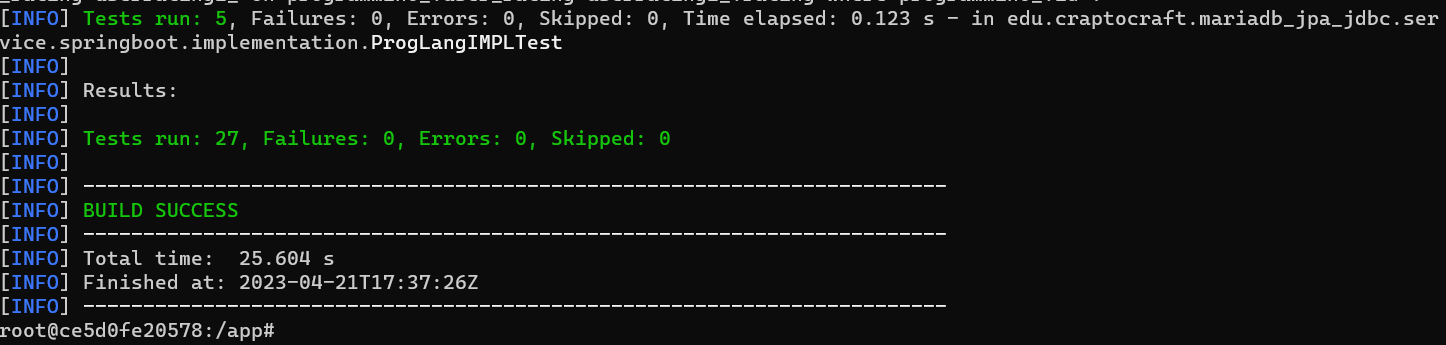 [INFO] Tests run: 5, Failures: 0, Errors: 0, Skipped: 0, Time elapsed: 0.123 s - in edu.craptocraft.mariadb_jpa_jdbc.ser
vice.springboot.implementation.ProgLangIMPLTest
[INFO]
[INFO] Results:
[INFO]
[INFO] Tests run: 27, Failures: 0, Errors: 0, Skipped: 0
[INFO]
[INFO] ------------------------------------------------------------------------
[INFO] BUILD SUCCESS
[INFO] ------------------------------------------------------------------------
[INFO] Total time:  25.604 s
[INFO] Finished at: 2023-04-21T17:37:26Z
[INFO] ------------------------------------------------------------------------
root@ce5d0fe20578:/app#